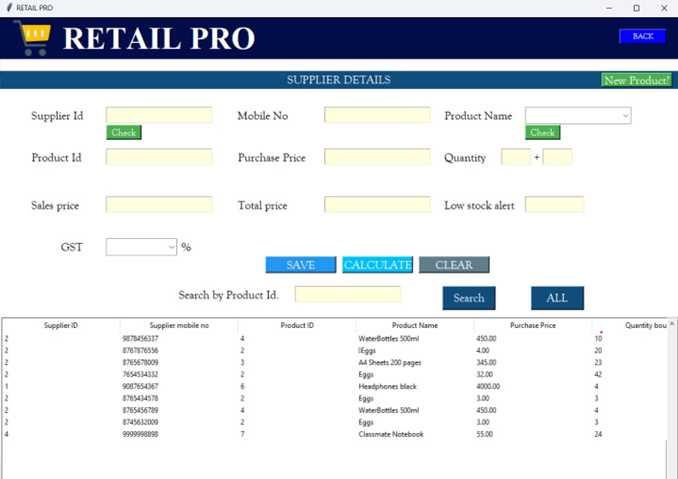 RETAIL PRO
RETAIL PRO BACK
SUPPLIER DETAILS New Product?
Supplier Id Mobile No Product Name
Check Check
Product Id Purchase Price Quantity +
Sales price Total price Low stock alert
GST %
SAVE CALCULATE CLEAR
Search by Product Id. Search ALL
Supplier ID Supplier mobile no Product ID Product Name Purchase Price Quantity bou
2 9878456337 4 WaterBottles 500ml 450.00 10
2 8767876556 2 Eggs 4.00 20
2 8765678009 3 A4 Sheets 200 pages 345.00 23
2 7654534332 2 Eggs 32.00 42
1 9087654367 6 Headphones black 4000.00 4
2 8765434578 2 Eggs 3.00 3
2 8765456789 4 WaterBottles 500ml 450.00 4
2 8745632009 2 Eggs 3.00 3
4 9999998898 7 Classmate Notebook 55.00 24